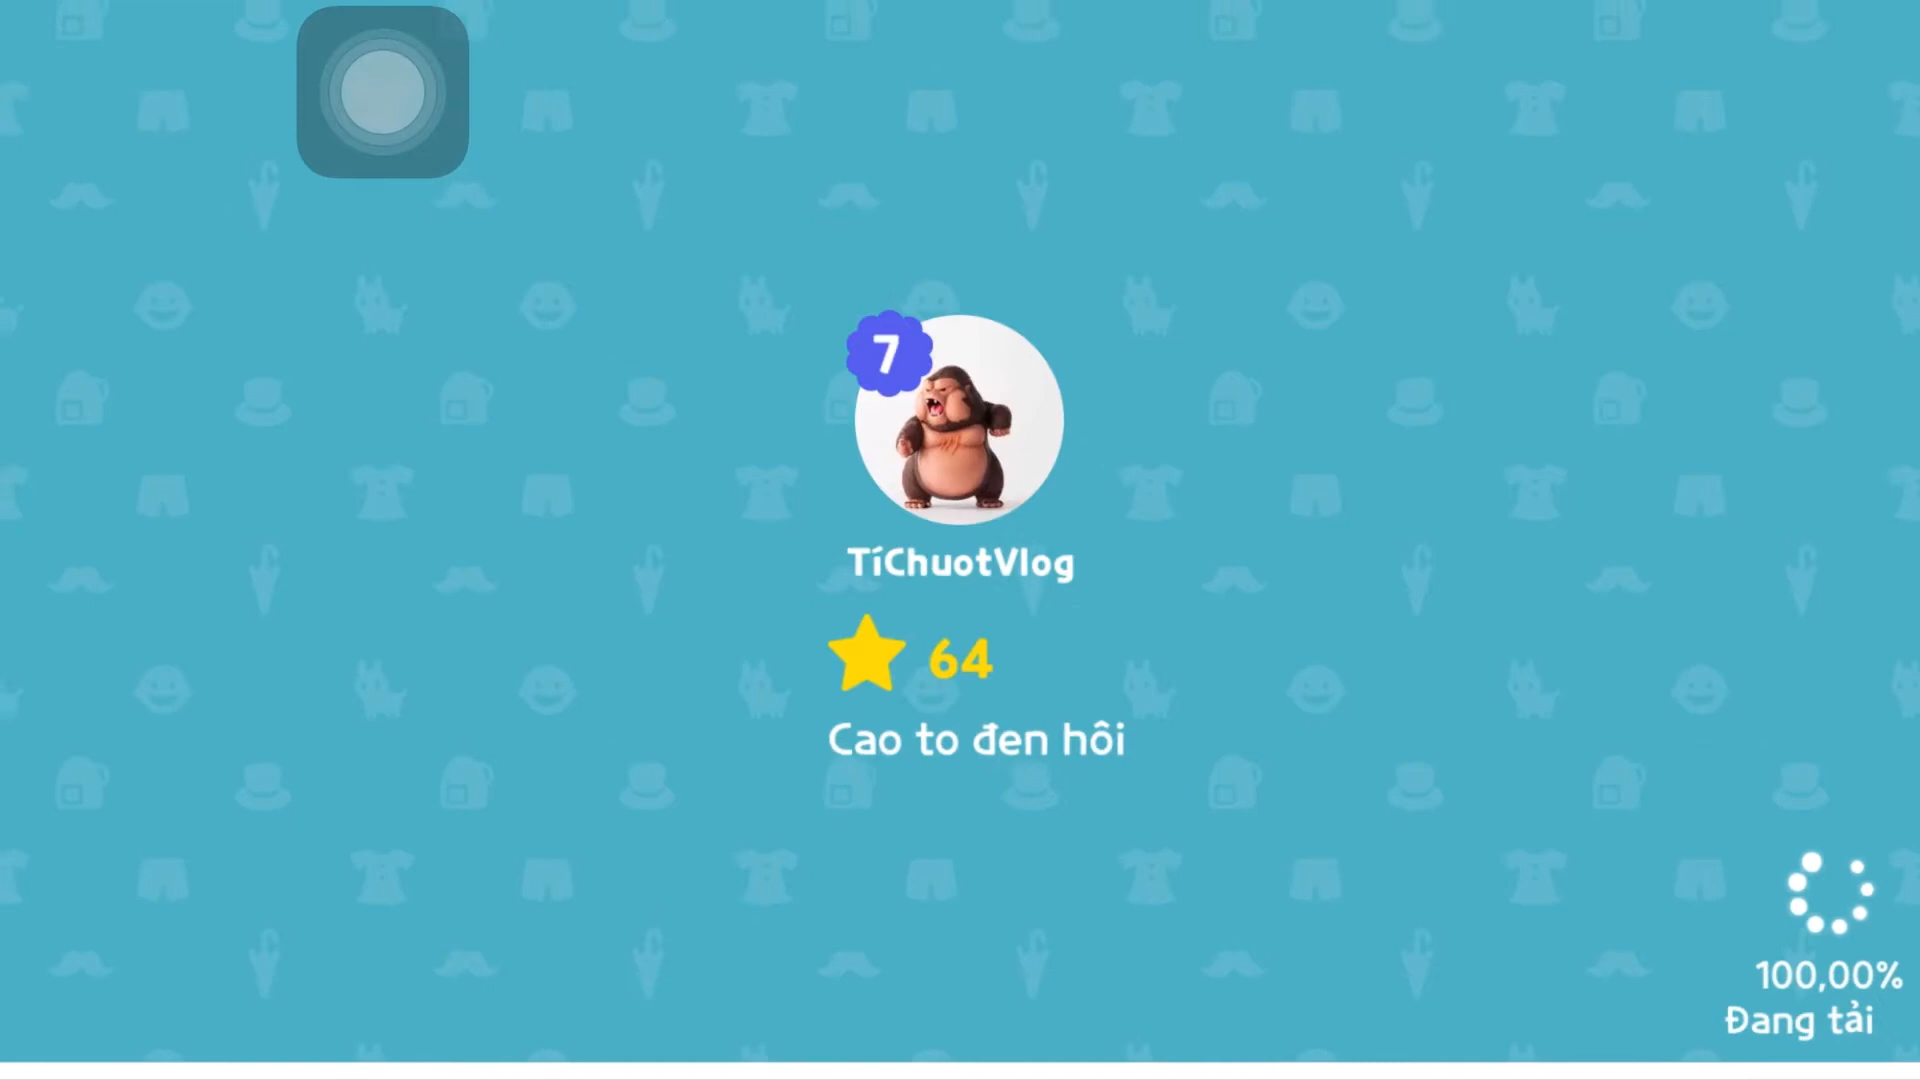 7
TíChuotVlog
64
Cao to đen hôi
100,00%
Đang tải